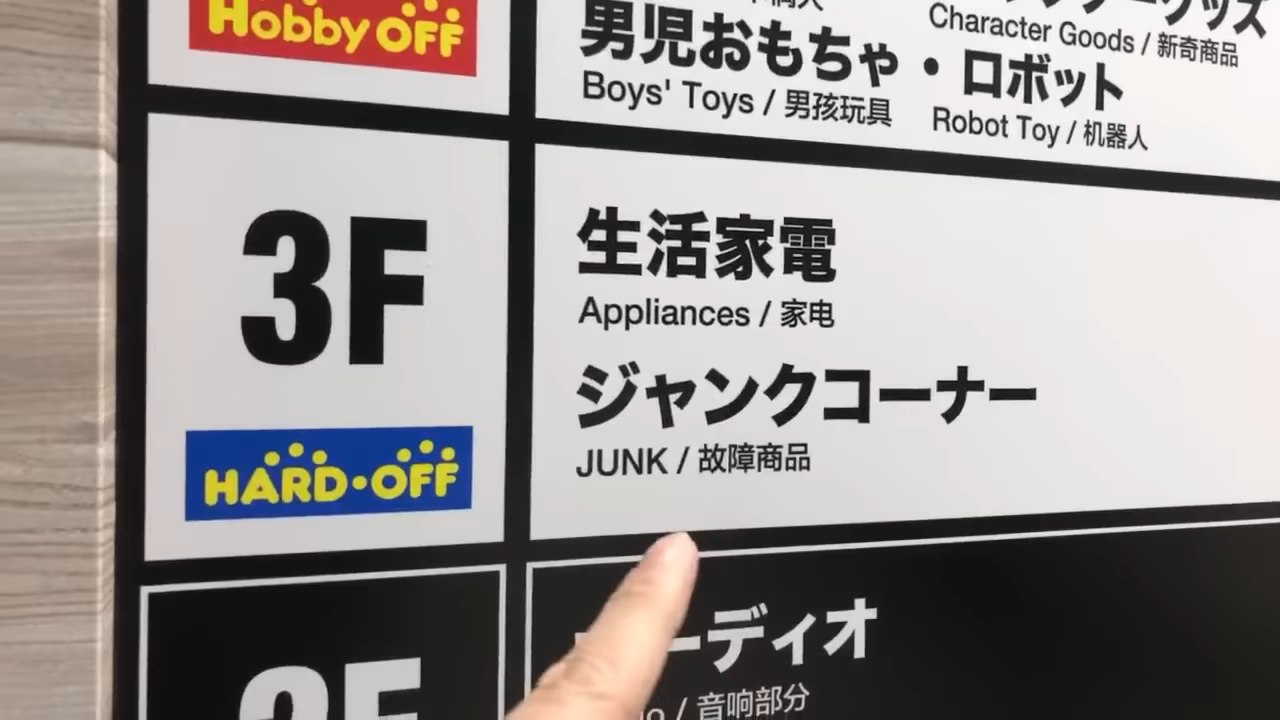 Hobby OFF
Character Goods / 新奇商品
男児おもちゃ・ロボット
Boys' Toys / 男孩玩具
Robot Toy / 机器人
3F
HARD・OFF
生活家電
Appliances / 家电
ジャンクコーナー
JUNK / 故障商品
ーディオ
/ 音响部分